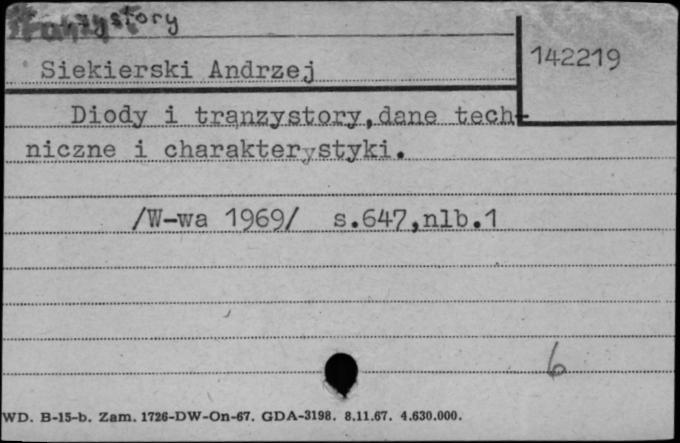 Tranzystory
142219
Siekierski Andrzej
Diody i tranzystory,dane tech-
niczne i charakterystyki.
/W-wa 1969/ s.647,nlb.1
6
WD. B-15-b. Zam. 1726-DW-On-67. GDA-3198. 8.11.67. 4.630.000.